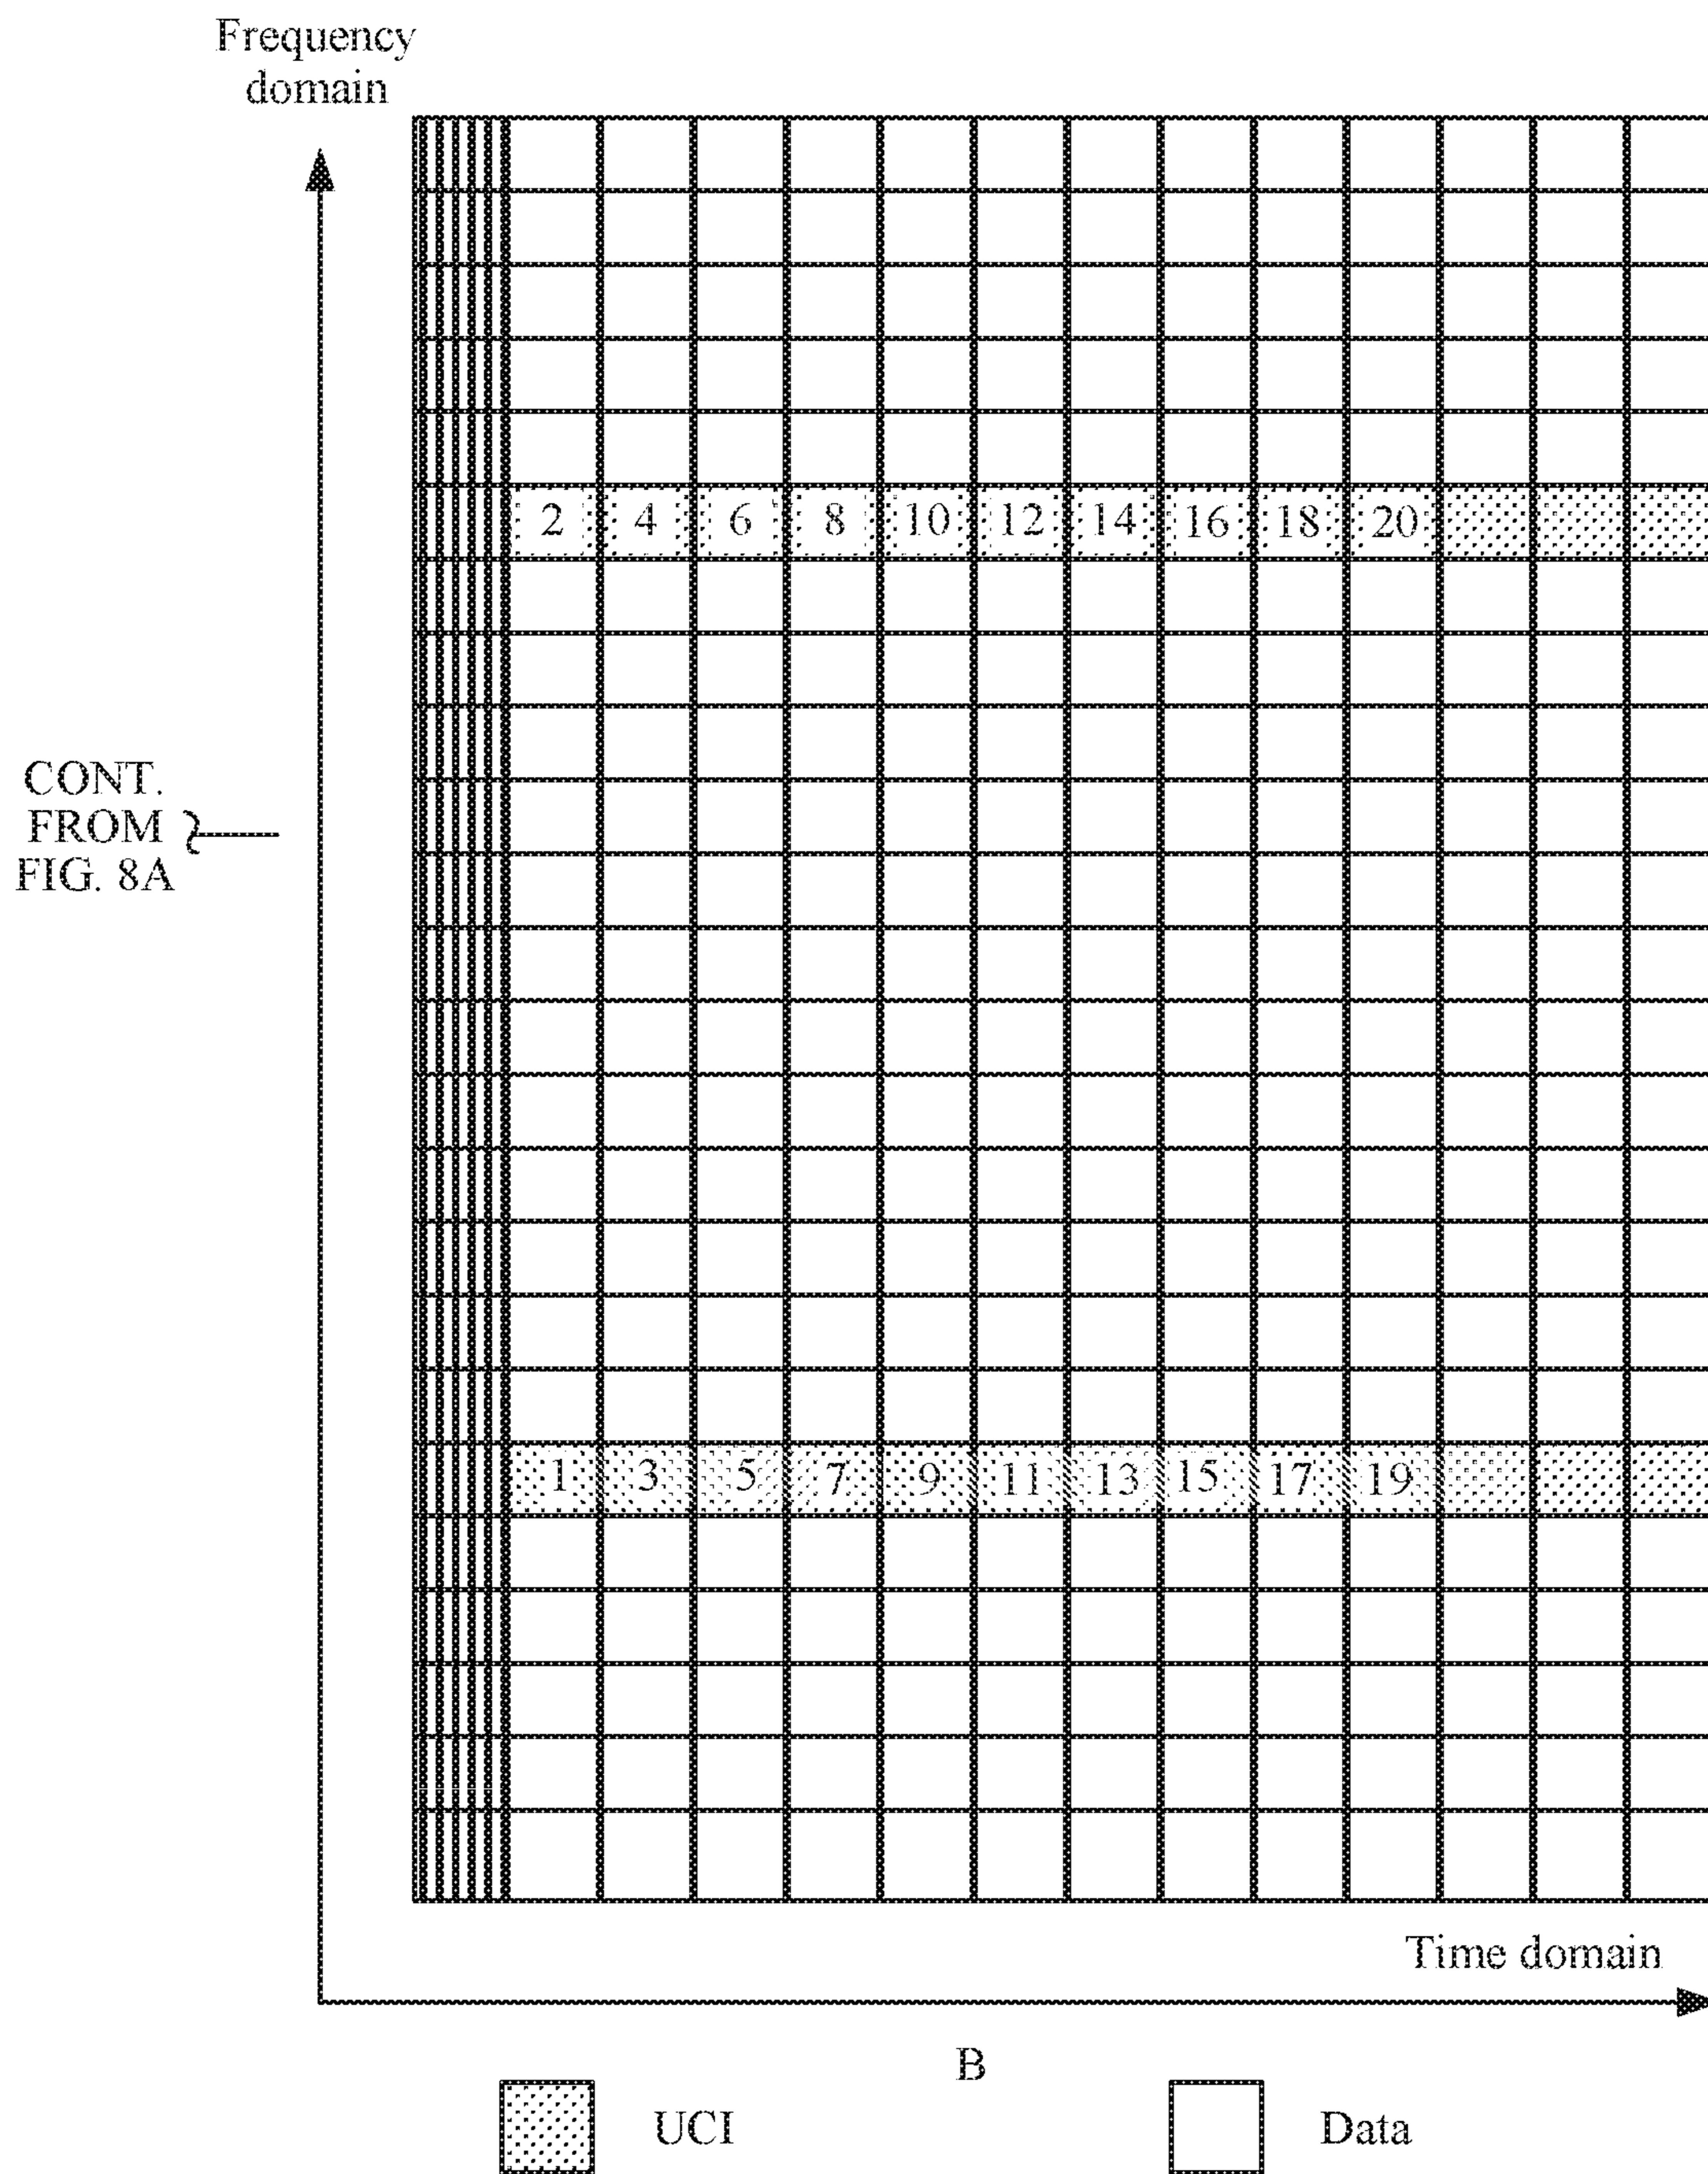 Frequency
domain
2 4 6 8 10 12 14 16 18 20
CONT.
FROM
FIG. 8A
1 3 5 7 9 11 13 15 17 19
Time domain
B
UCI Data